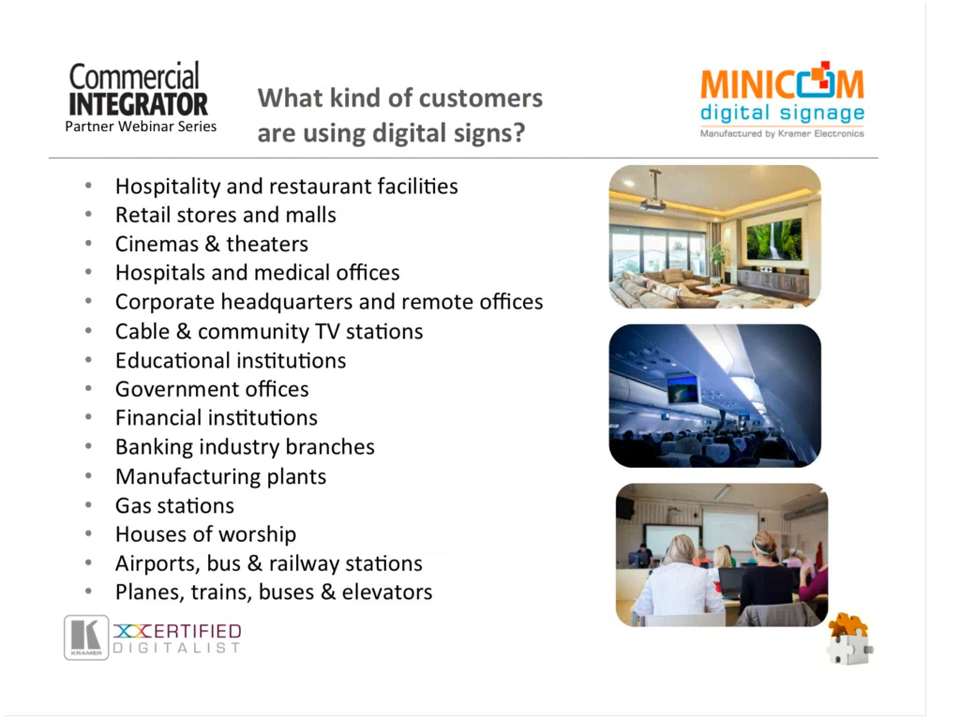 Commercial
INTEGRATOR
Partner Webinar Series
What kind of customers
are using digital signs?
MINICOM
digital signage
Manufactured by Kramer Electronics
• Hospitality and restaurant facilities
• Retail stores and malls
• Cinemas & theaters
• Hospitals and medical offices
• Corporate headquarters and remote offices
• Cable & community TV stations
• Educational institutions
• Government offices
• Financial institutions
• Banking industry branches
• Manufacturing plants
• Gas stations
• Houses of worship
• Airports, bus & railway stations
• Planes, trains, buses & elevators
K
KRAMER
CERTIFIED
DIGITALIST